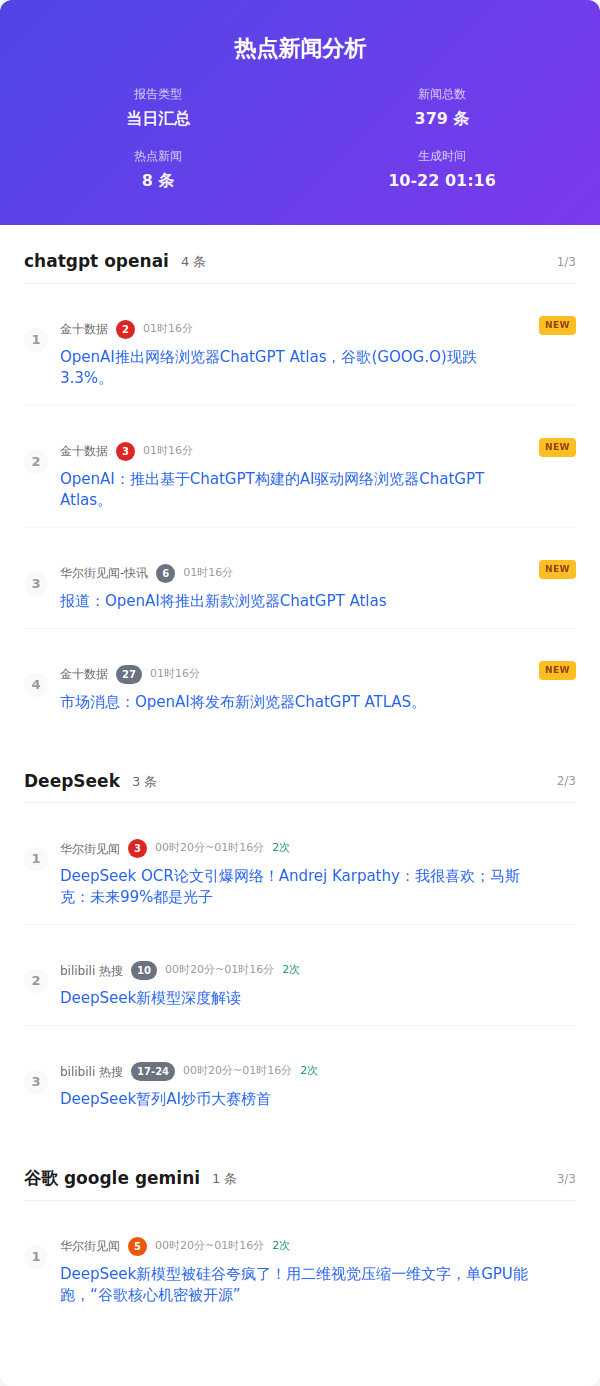 热点新闻分析
报告类型
当日汇总
新闻总数
379 条
热点新闻
8 条
生成时间
10-22 01:16
chatgpt openai 4 条 1/3
1 金十数据 2 01时16分 NEW
OpenAI推出网络浏览器ChatGPT Atlas，谷歌(GOOG.O)现跌
3.3%。
2 金十数据 3 01时16分 NEW
OpenAI：推出基于ChatGPT构建的AI驱动网络浏览器ChatGPT
Atlas。
3 华尔街见闻-快讯 6 01时16分 NEW
报道：OpenAI将推出新款浏览器ChatGPT Atlas
4 金十数据 27 01时16分 NEW
市场消息：OpenAI将发布新浏览器ChatGPT ATLAS。
DeepSeek 3 条 2/3
1 华尔街见闻 3 00时20分~01时16分 2次
DeepSeek OCR论文引爆网络！Andrej Karpathy：我很喜欢；马斯
克：未来99%都是光子
2 bilibili 热搜 10 00时20分~01时16分 2次
DeepSeek新模型深度解读
3 bilibili 热搜 17-24 00时20分~01时16分 2次
DeepSeek暂列AI炒币大赛榜首
谷歌 google gemini 1 条 3/3
1 华尔街见闻 5 00时20分~01时16分 2次
DeepSeek新模型被硅谷夸疯了！用二维视觉压缩一维文字，单GPU能
跑，“谷歌核心机密被开源”